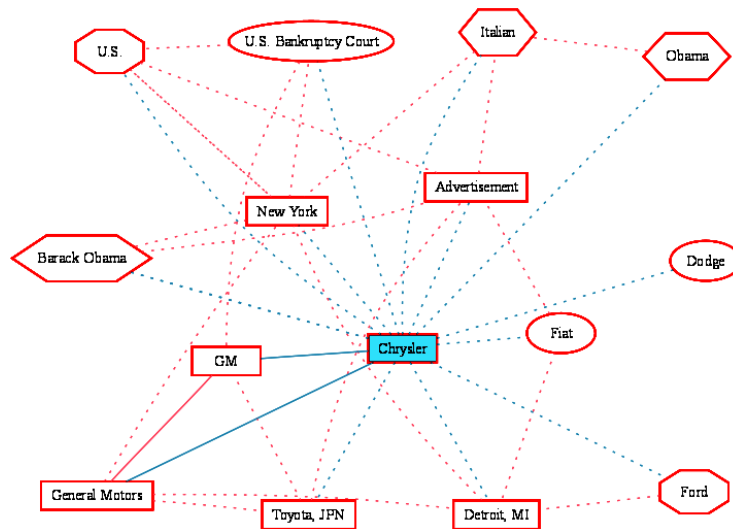 U.S.
U.S. Bankruptcy Court
Italian
Obama
Advertisement
New York
Barack Obama
Dodge
Fiat
Chrysler
GM
General Motors
Toyota, JPN
Detroit, MI
Ford